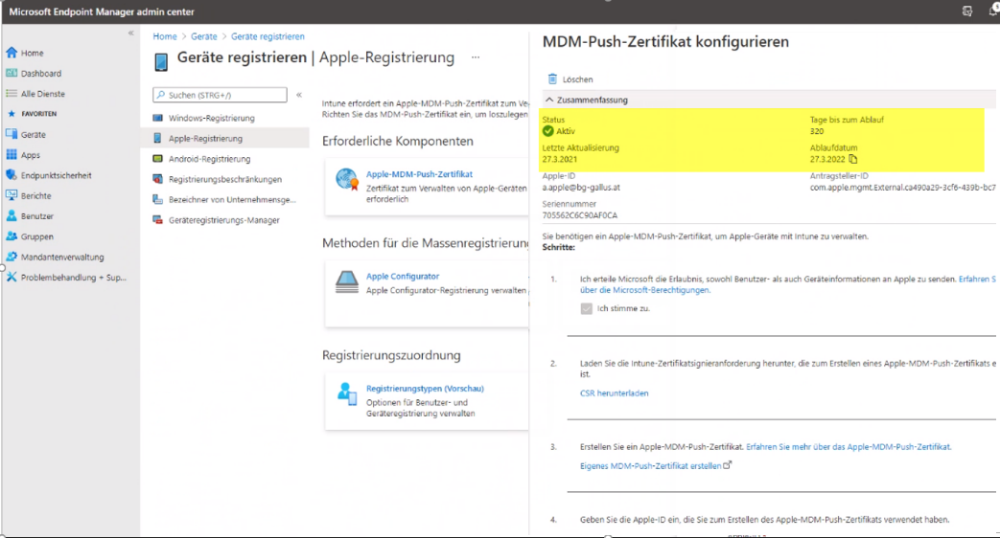 Microsoft Endpoint Manager admin center
Home
Dashboard
Alle Dienste
FAVORITEN
Geräte
Apps
Endpunktsicherheit
Berichte
Benutzer
Gruppen
Mandantenverwaltung
Problembehandlung + Sup...
Home > Geräte > Geräte registrieren
Geräte registrieren | Apple-Registrierung ...
Suchen (STRG+/)
Windows-Registrierung
Apple-Registrierung
Android-Registrierung
Registrierungsbeschränkungen
Bezeichner von Unternehmensge...
Geräteregistrierungs-Manager
Intune erfordert ein Apple-MDM-Push-Zertifikat zum Ve
Richten Sie das MDM-Zertifikat ein, um loszulegen
Erforderliche Komponenten
Apple-MDM-Push-Zertifikat
Zertifikat zum Verwalten von Apple-Geräten
erforderlich
Methoden für die Massenregistrierun
Apple Configurator
Apple Configurator-Registrierung verwalten
Registrierungszuordnung
Registrierungstypen (Vorschau)
Optionen für Benutzer- und
Geräteregistrierung verwalten
MDM-Push-Zertifikat konfigurieren
Löschen
Zusammenfassung
Status
Aktiv
Tage bis zum Ablauf
320
Letzte Aktualisierung
27.3.2021
Ablaufdatum
27.3.2022
Apple-ID
a.apple@bg-gallus.at
Antragsteller-ID
com.apple.mgmt.External.ca490a29-3cf6-439b-bc7
Seriennummer
705562C6C90AF0CA
Sie benötigen ein Apple-MDM-Push-Zertifikat, um Apple-Geräte mit Intune zu verwalten.
Schritte:
1. Ich erteile Microsoft die Erlaubnis, sowohl Benutzer- als auch Geräteinformationen an Apple zu senden. Erfahren S
über die Microsoft-Berechtigungen.
Ich stimme zu.
2. Laden Sie die Intune-Zertifikatsignieranforderung herunter, die zum Erstellen eines Apple-MDM-Push-Zertifikats e
ist.
CSR herunterladen
3. Erstellen Sie ein Apple-MDM-Push-Zertifikat. Erfahren Sie mehr über das Apple-MDM-Push-Zertifikat.
Eigenes MDM-Push-Zertifikat erstellen
4. Geben Sie die Apple-ID ein, die Sie zum Erstellen des Apple-MDM-Push-Zertifikats verwendet haben.